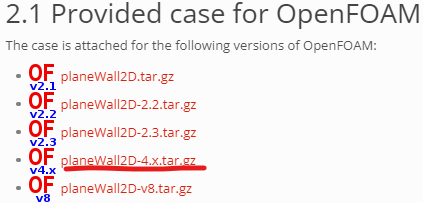 2.1 Provided case for OpenFOAM
The case is attached for the following versions of OpenFOAM:
OF v2.1 planeWall2D.tar.gz
OF v2.2 planeWall2D-2.2.tar.gz
OF v2.3 planeWall2D-2.3.tar.gz
OF v4.x planeWall2D-4.x.tar.gz
OF v8 planeWall2D-v8.tar.gz